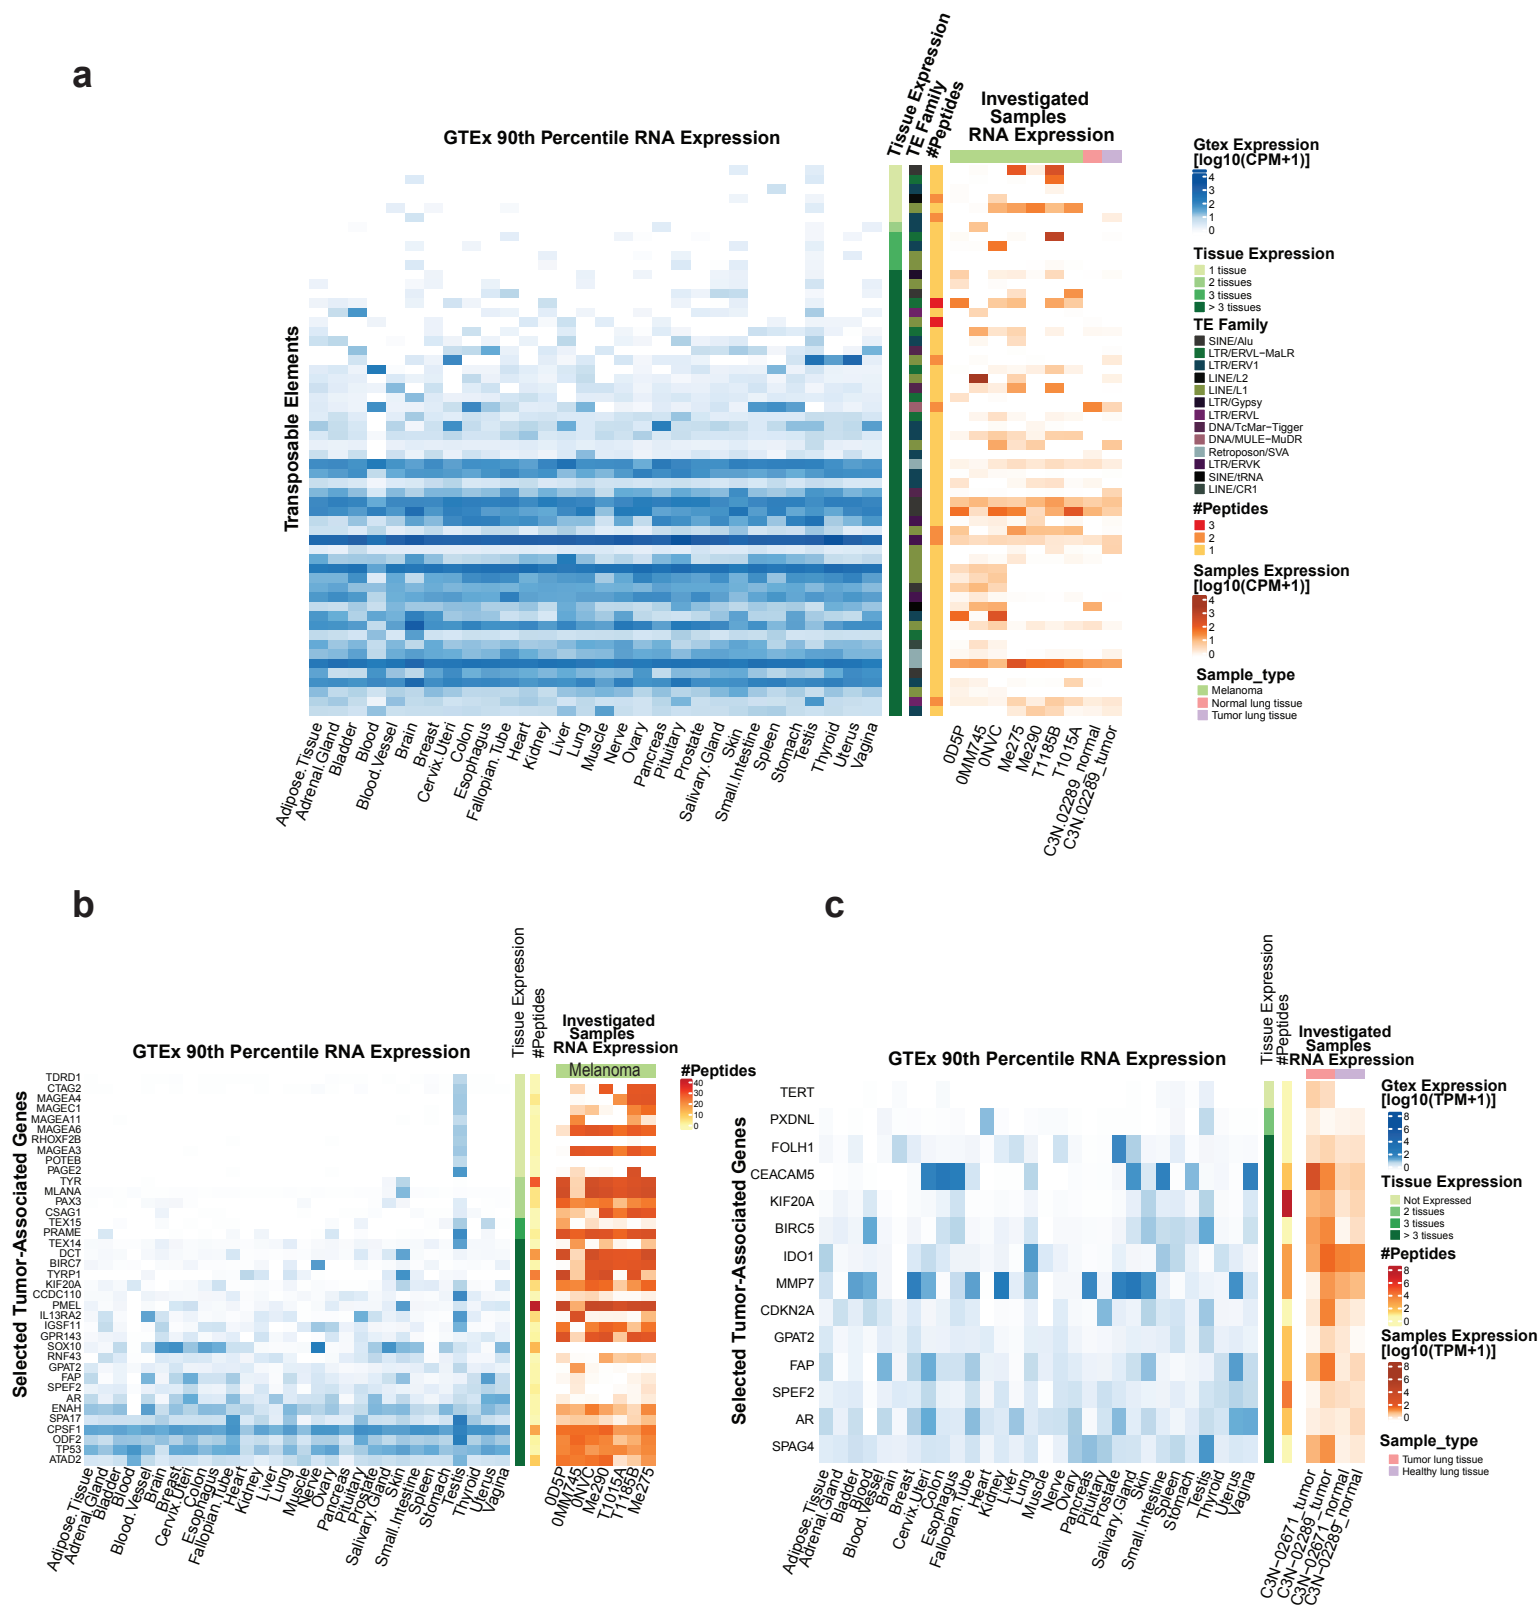 a
GTEx 90th Percentile RNA Expression
Tissue Expression
TE Family
#Peptides
Investigated
Samples
RNA Expression
Transposable Elements
Adipose.Tissue
Adrenal.Gland
Bladder
Blood
Blood.Vessel
Brain
Breast
Cervix.Uteri
Colon
Esophagus
Fallopian.Tube
Heart
Kidney
Liver
Lung
Muscle
Nerve
Ovary
Pancreas
Pituitary
Prostate
Salivary.Gland
Skin
Small.Intestine
Spleen
Stomach
Testis
Thyroid
Uterus
Vagina
0D5P
0MM745
0NVC
Me275
Me290
T1185B
T1015A
C3N.02289_normal
C3N.02289_tumor
Gtex Expression
[log10(CPM+1)]
4
3
2
1
0
Tissue Expression
1 tissue
2 tissues
3 tissues
> 3 tissues
TE Family
SINE/Alu
LTR/ERVL−MaLR
LTR/ERV1
LINE/L2
LINE/L1
LTR/Gypsy
LTR/ERVL
DNA/TcMar−Tigger
DNA/MULE−MuDR
Retroposon/SVA
LTR/ERVK
SINE/tRNA
LINE/CR1
#Peptides
3
2
1
Samples Expression
[log10(CPM+1)]
4
3
2
1
0
Sample_type
Melanoma
Normal lung tissue
Tumor lung tissue
b
GTEx 90th Percentile RNA Expression
Tissue Expression
#Peptides
Investigated
Samples
RNA Expression
Melanoma
#Peptides
40
30
20
10
0
Selected Tumor-Associated Genes
TDRD1
CTAG2
MAGEA4
MAGEC1
MAGEA11
MAGEA6
RHOXF2B
MAGEA3
POTEB
PAGE2
TYR
MLANA
PAX3
CSAG1
TEX15
PRAME
TEX14
DCT
BIRC7
TYRP1
KIF20A
CCDC110
PMEL
IL13RA2
IGSF11
GPR143
SOX10
RNF43
GPAT2
FAP
SPEF2
AR
ENAH
SPA17
CPSF1
ODF2
TP53
ATAD2
Adipose.Tissue
Adrenal.Gland
Bladder
Blood
Blood.Vessel
Brain
Breast
Cervix.Uteri
Colon
Esophagus
Fallopian.Tube
Heart
Kidney
Liver
Lung
Muscle
Nerve
Ovary
Pancreas
Pituitary
Prostate
Salivary.Gland
Skin
Small.Intestine
Spleen
Stomach
Testis
Thyroid
Uterus
Vagina
0D5P
0MM745
0NVC
Me290
T1015A
T1185B
Me275
c
GTEx 90th Percentile RNA Expression
Tissue Expression
#Peptides
Investigated
Samples
RNA Expression
Selected Tumor-Associated Genes
TERT
PXDNL
FOLH1
CEACAM5
KIF20A
BIRC5
IDO1
MMP7
CDKN2A
GPAT2
FAP
SPEF2
AR
SPAG4
Adipose.Tissue
Adrenal.Gland
Bladder
Blood
Blood.Vessel
Brain
Breast
Cervix.Uteri
Colon
Esophagus
Fallopian.Tube
Heart
Kidney
Liver
Lung
Muscle
Nerve
Ovary
Pancreas
Pituitary
Prostate
Salivary.Gland
Skin
Small.Intestine
Spleen
Stomach
Testis
Thyroid
Uterus
Vagina
C3N−02671_tumor
C3N−02289_tumor
C3N−02671_normal
C3N−02289_normal
Gtex Expression
[log10(TPM+1)]
8
6
4
2
0
Tissue Expression
Not Expressed
2 tissues
3 tissues
> 3 tissues
#Peptides
8
6
4
2
0
Samples Expression
[log10(TPM+1)]
8
6
4
2
0
Sample_type
Tumor lung tissue
Healthy lung tissue